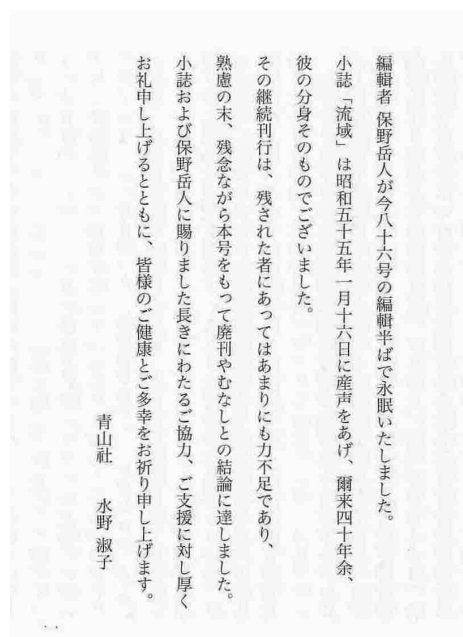 編輯者 保野岳人が今八十六号の編輯半ばで永眠いたしました。
小誌「流域」は昭和五十五年一月十六日に産声をあげ、爾来四十年余、
彼の分身そのものでございました。
その継続刊行は、残された者にあってはあまりにも力不足であり、
熟慮の末、残念ながら本号をもって廃刊やむなしとの結論に達しました。
小誌および保野岳人に賜りました長きにわたるご協力、ご支援に対し厚く
お礼申し上げるとともに、皆様のご健康とご多幸をお祈り申し上げます。
青山社　水野 淑子